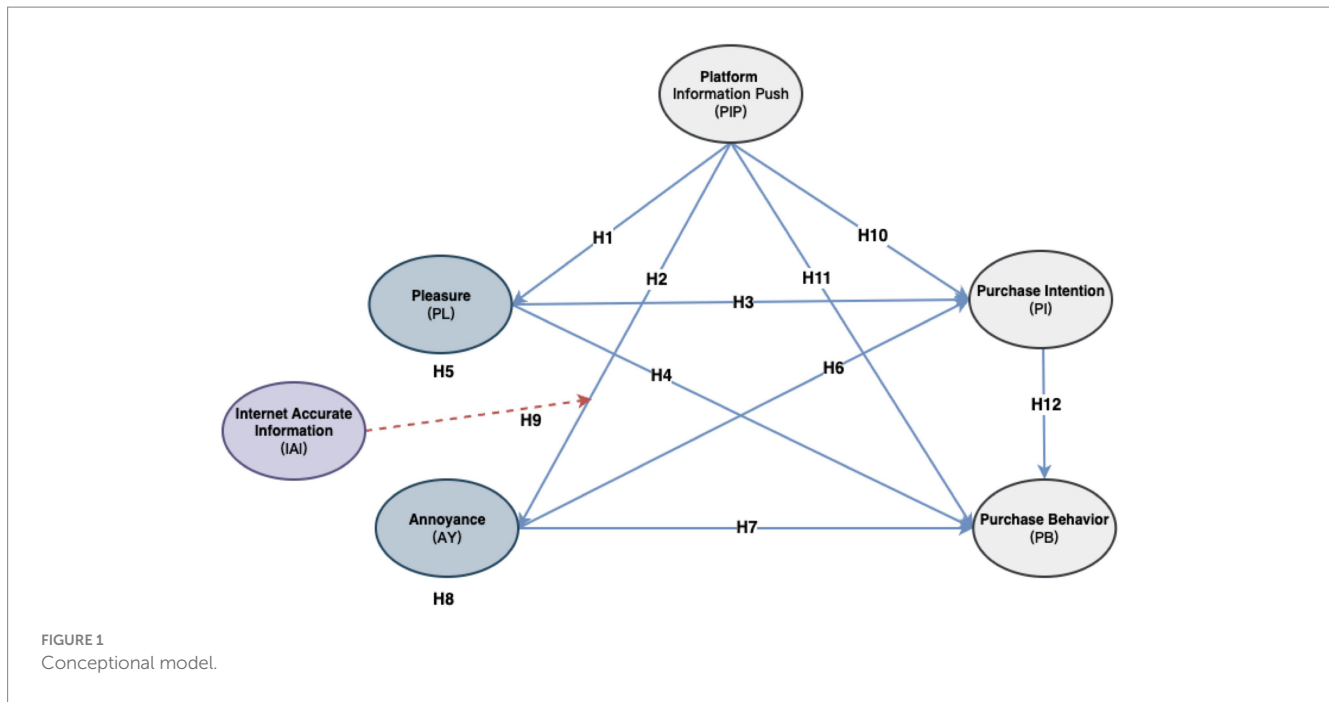 Platform
Information Push
(PIP)
H1
H10
H2
H11
Pleasure
(PL)
H5
H3
Purchase Intention
(PI)
H4
H6
H12
Internet Accurate
Information
(IAI)
H9
Annoyance
(AY)
H8
H7
Purchase Behavior
(PB)
FIGURE 1
Conceptional model.